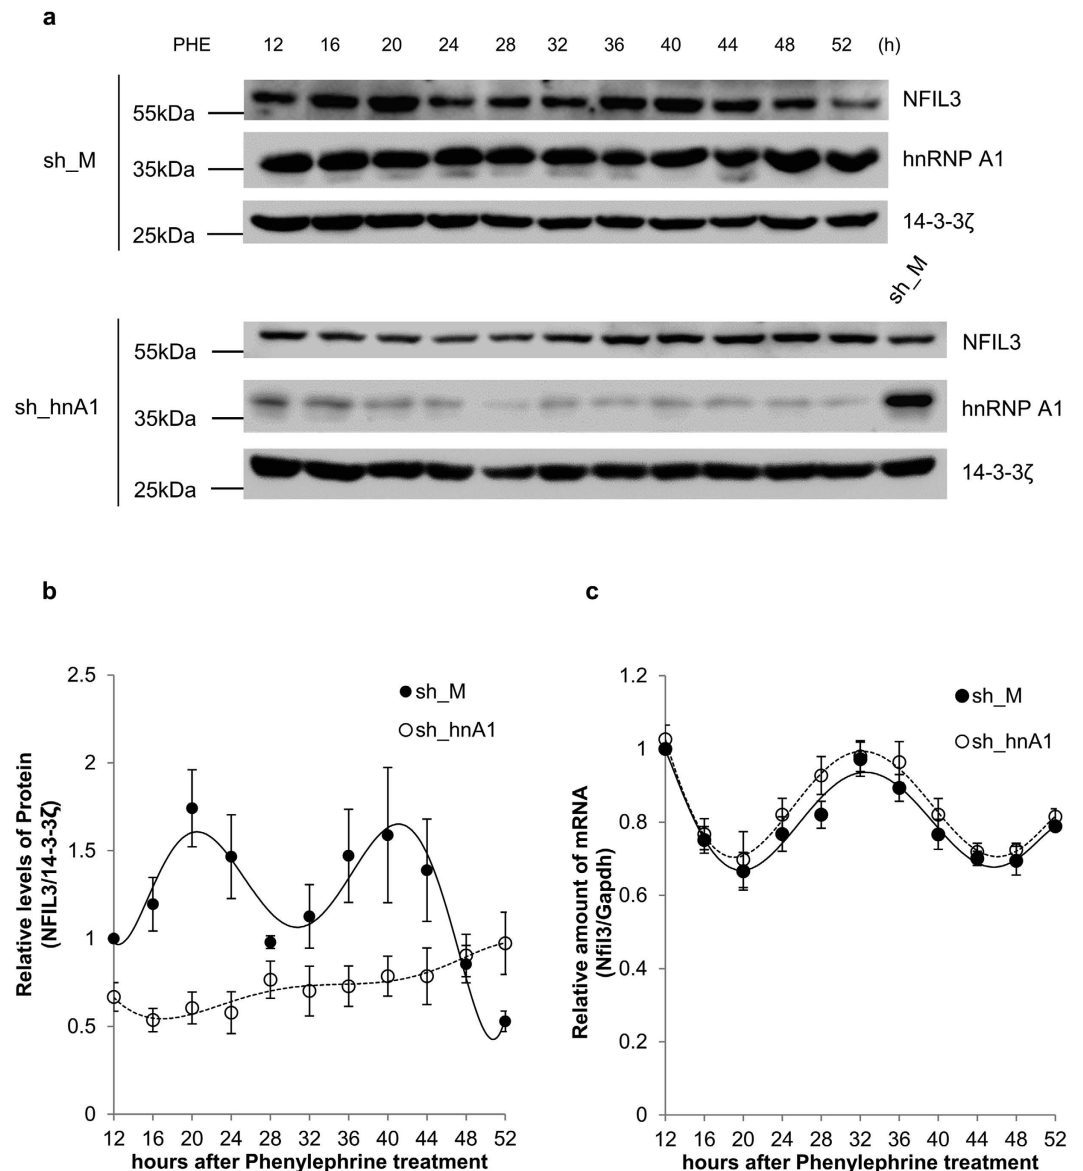 a
PHE 12 16 20 24 28 32 36 40 44 48 52 (h)
NFIL3
55kDa
sh_M
hnRNP A1
35kDa
14-3-3ζ
25kDa
sh_M
NFIL3
55kDa
sh_hnA1
hnRNP A1
35kDa
14-3-3ζ
25kDa
b
2.5
2
1.5
1
0.5
0
Relative levels of Protein
(NFIL3/14-3-3ζ)
sh_M
sh_hnA1
12 16 20 24 28 32 36 40 44 48 52
hours after Phenylephrine treatment
c
1.2
1
0.8
0.6
0.4
0.2
0
Relative amount of mRNA
(Nfil3/Gapdh)
sh_M
sh_hnA1
12 16 20 24 28 32 36 40 44 48 52
hours after Phenylephrine treatment